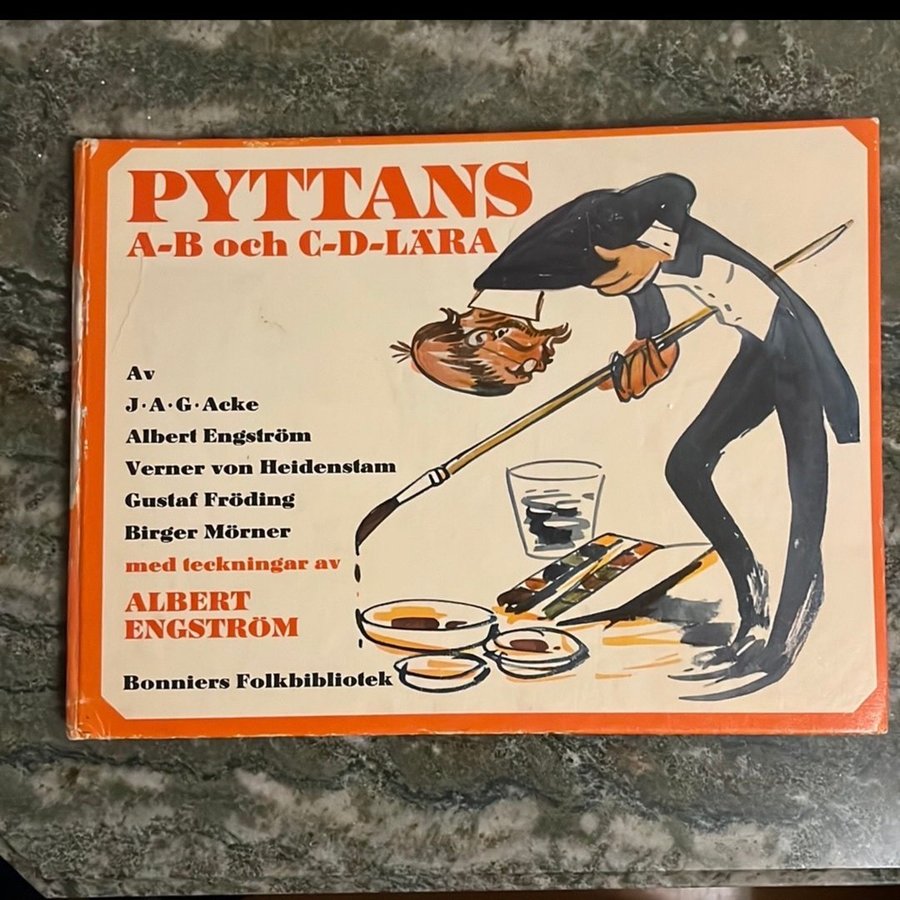 PYTTANS
A-B och C-D-LÄRA
Av
J·A·G·Acke
Albert Engström
Verner von Heidenstam
Gustaf Fröding
Birger Mörner
med teckningar av
ALBERT
ENGSTRÖM
Bonniers Folkbibliotek